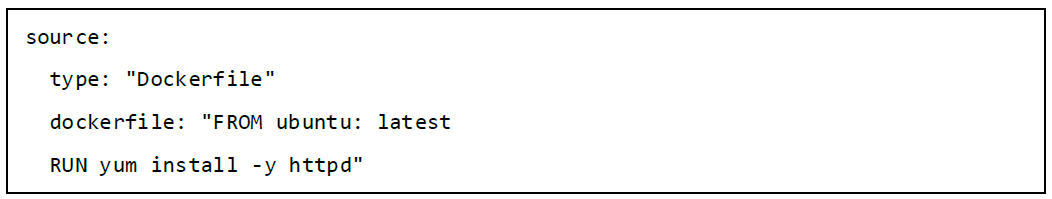 source:
type: "Dockerfile"
dockerfile: "FROM ubuntu: latest
RUN yum install -y httpd"